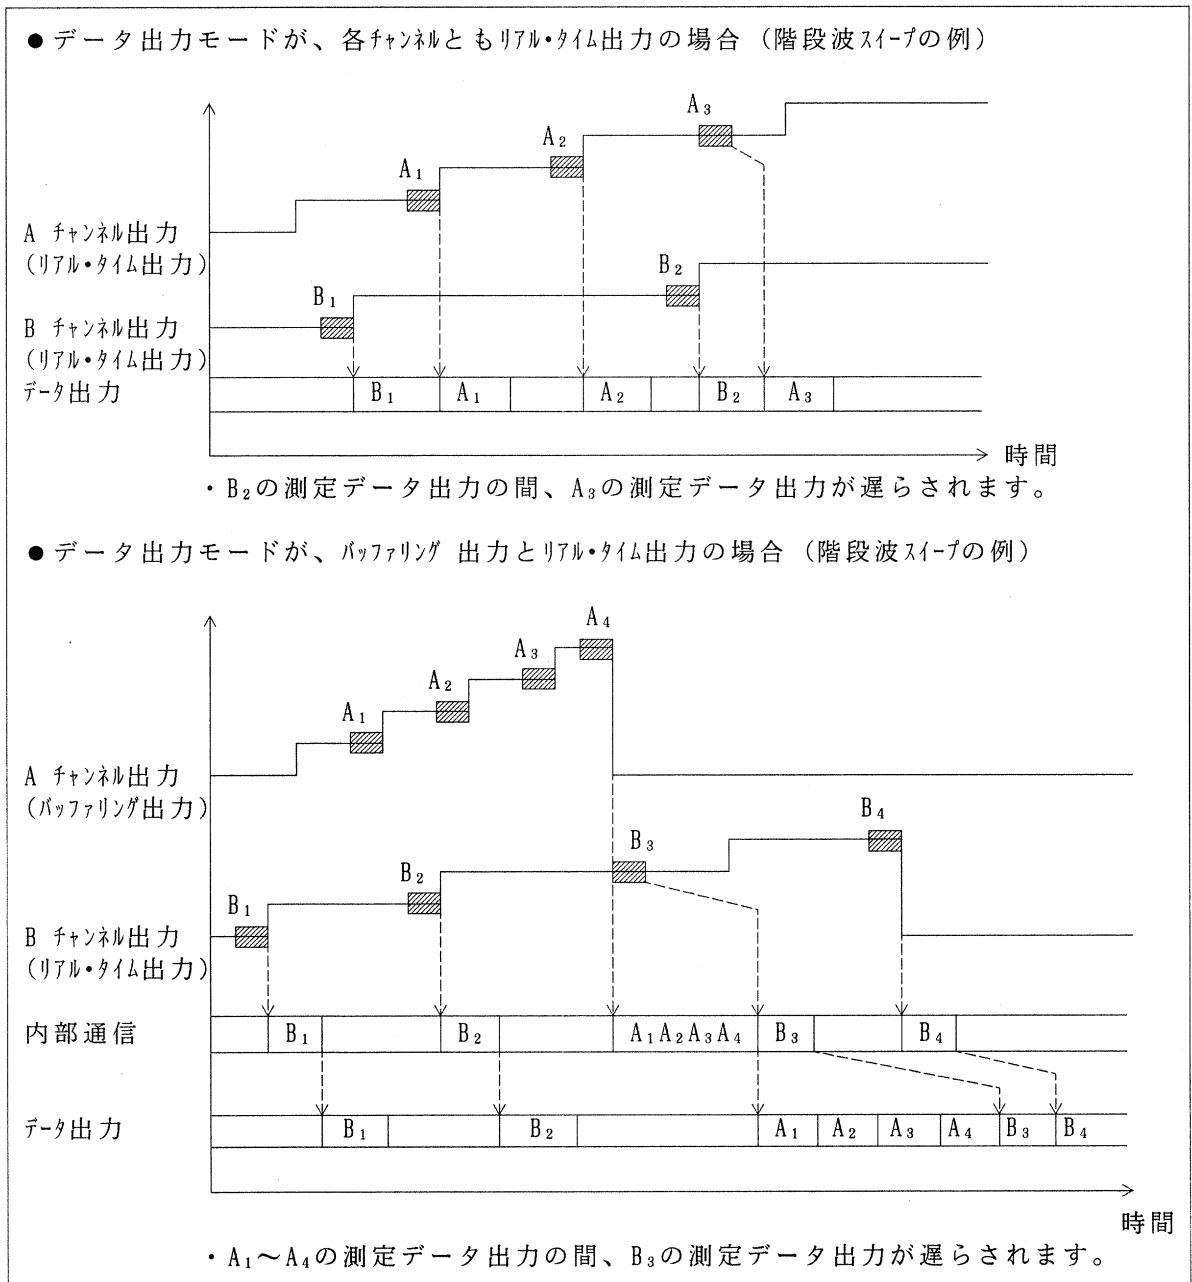 ● データ出力モードが、各チャンネルともリアル・タイム出力の場合（階段波スイープの例）
A₃
A₂
A₁
A チャンネル出力
（リアル・タイム出力）
B₂
B₁
B チャンネル出力
（リアル・タイム出力）
データ出力
B₁ A₁ A₂ B₂ A₃
時間
・B₂の測定データ出力の間、A₃の測定データ出力が遅らされます。
● データ出力モードが、バッファリング 出力とリアル・タイム出力の場合（階段波スイープの例）
A₄
A₃
A₂
A₁
A チャンネル出力
（バッファリング出力）
B₄
B₃
B₂
B₁
B チャンネル出力
（リアル・タイム出力）
内部通信
B₁ B₂ A₁A₂A₃A₄ B₃ B₄
データ出力
B₁ B₂ A₁ A₂ A₃ A₄ B₃ B₄
時間
・A₁～A₄の測定データ出力の間、B₃の測定データ出力が遅らされます。